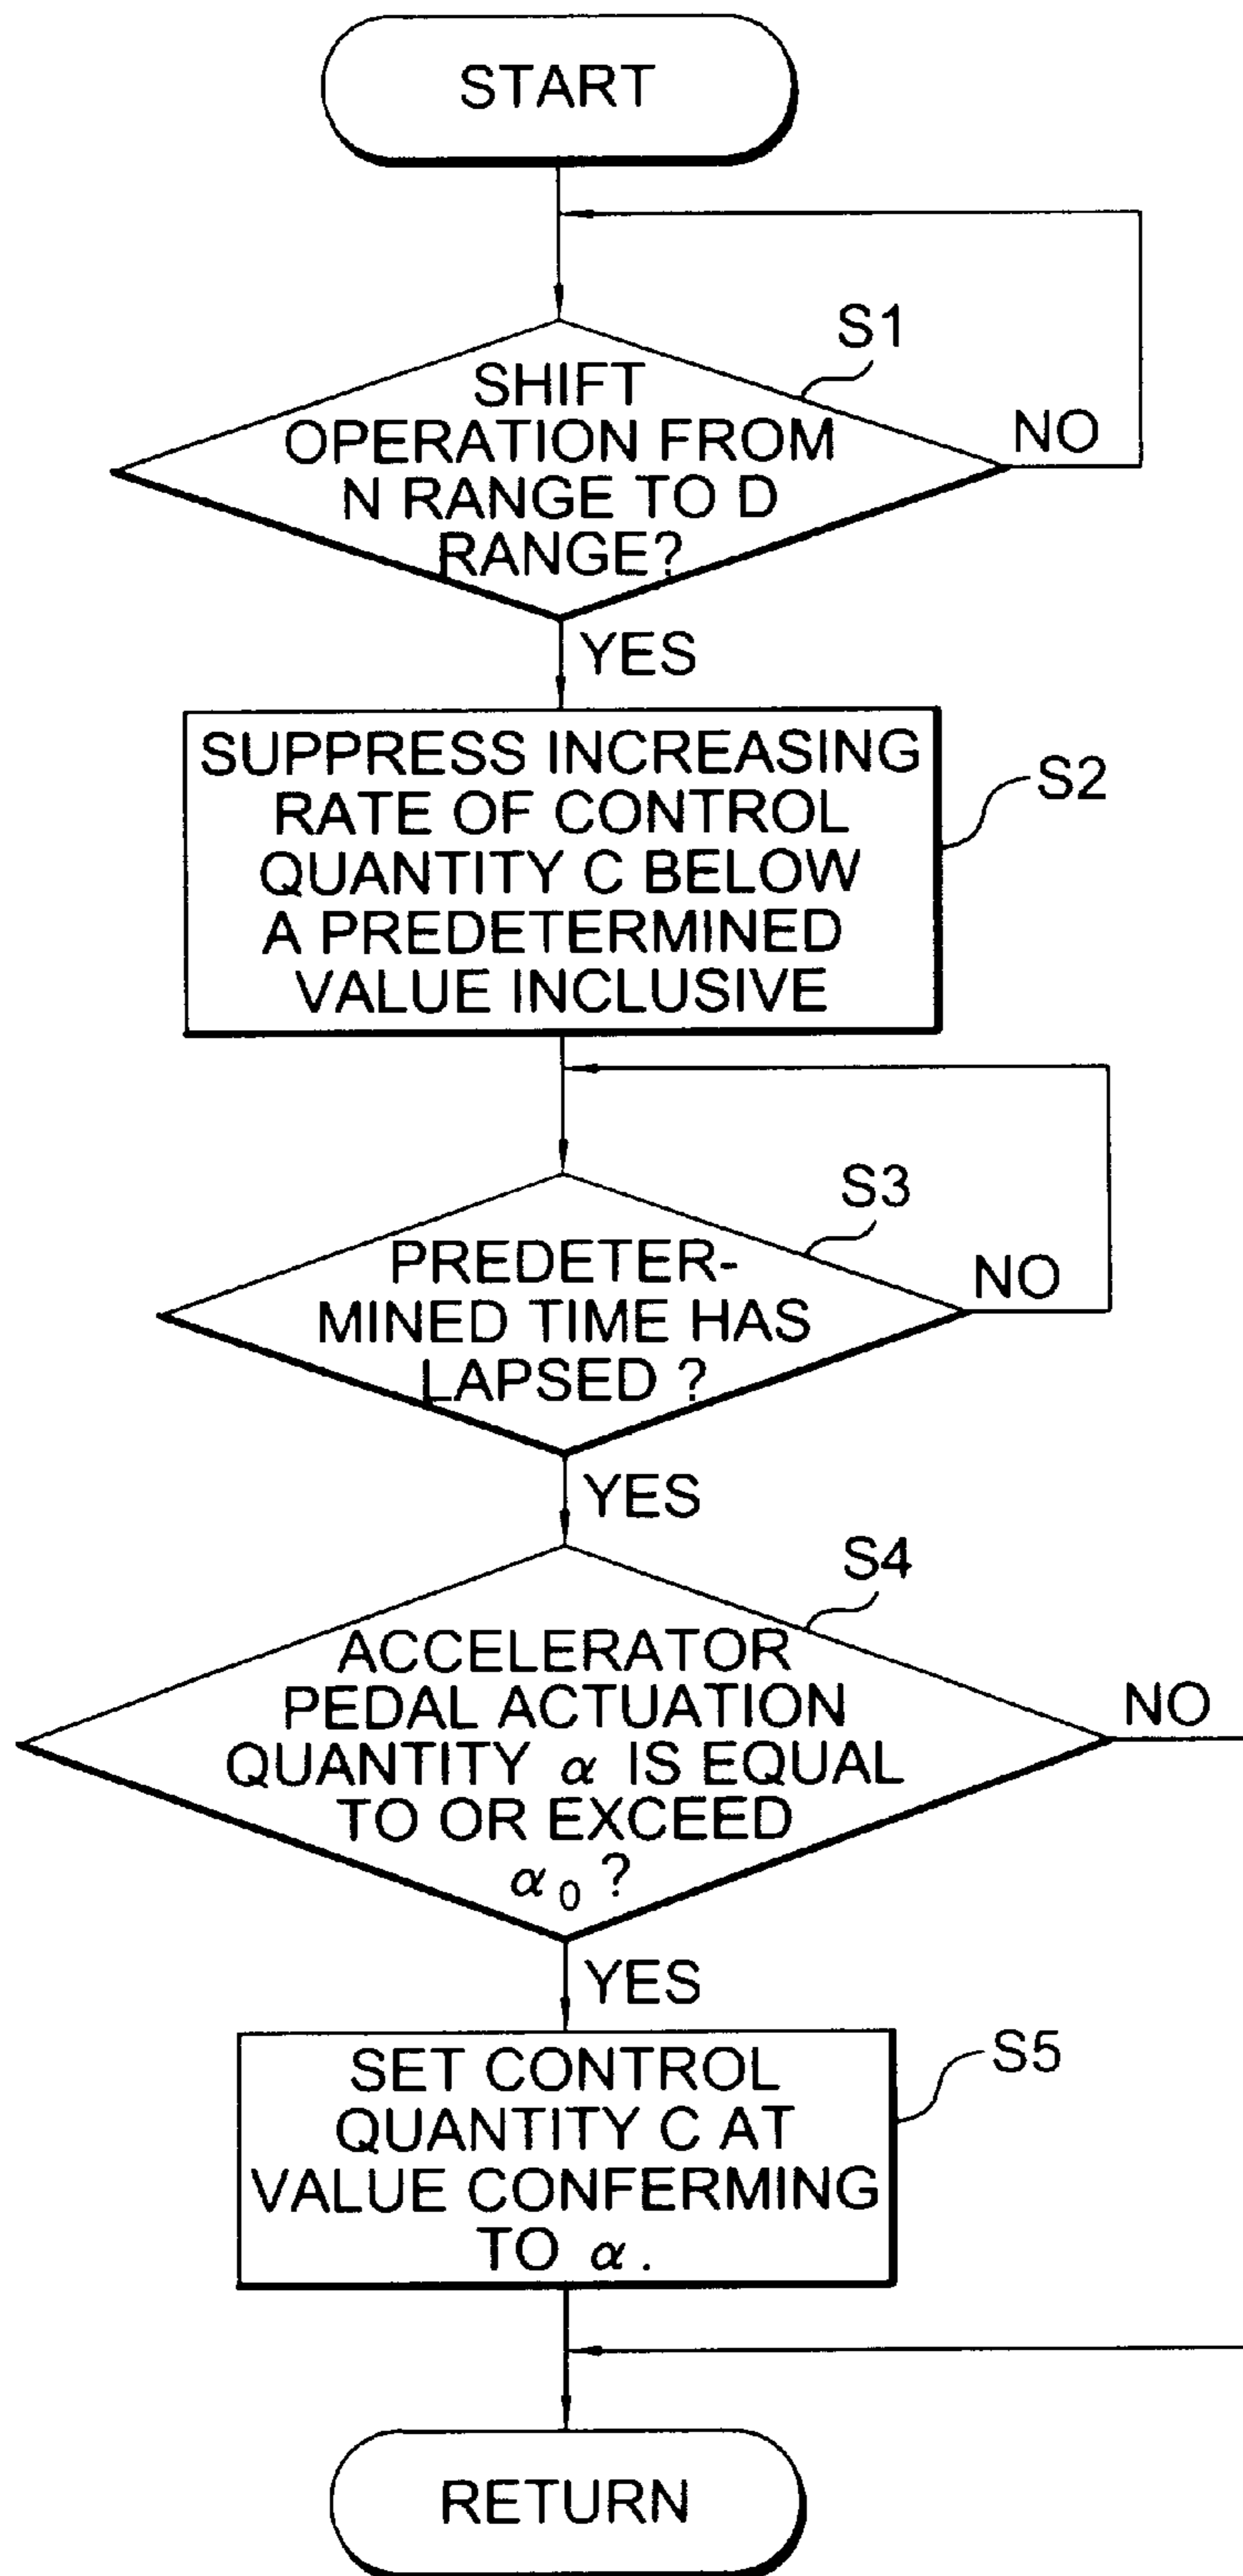 START
S1
SHIFT
OPERATION FROM
N RANGE TO D
RANGE?
NO
YES
SUPPRESS INCREASING
RATE OF CONTROL
QUANTITY C BELOW
A PREDETERMINED
VALUE INCLUSIVE
S2
S3
PREDETER-
MINED TIME HAS
LAPSED ?
NO
YES
S4
ACCELERATOR
PEDAL ACTUATION
QUANTITY α IS EQUAL
TO OR EXCEED
α₀ ?
NO
YES
SET CONTROL
QUANTITY C AT
VALUE CONFERMING
TO α .
S5
RETURN